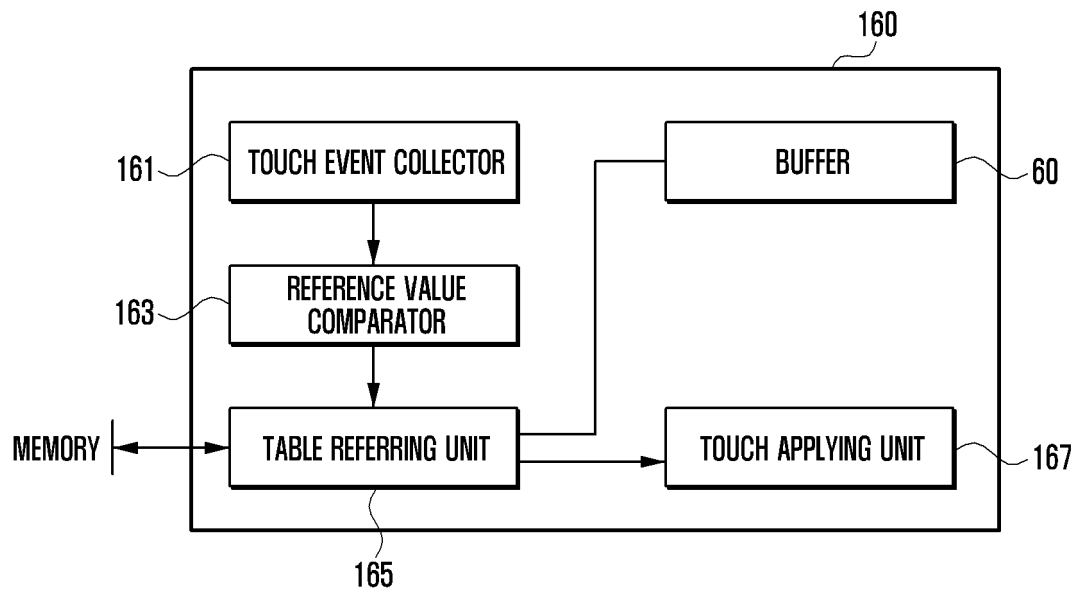 160
TOUCH EVENT COLLECTOR
BUFFER
161
60
REFERENCE VALUE
COMPARATOR
163
MEMORY
TABLE REFERRING UNIT
TOUCH APPLYING UNIT
167
165